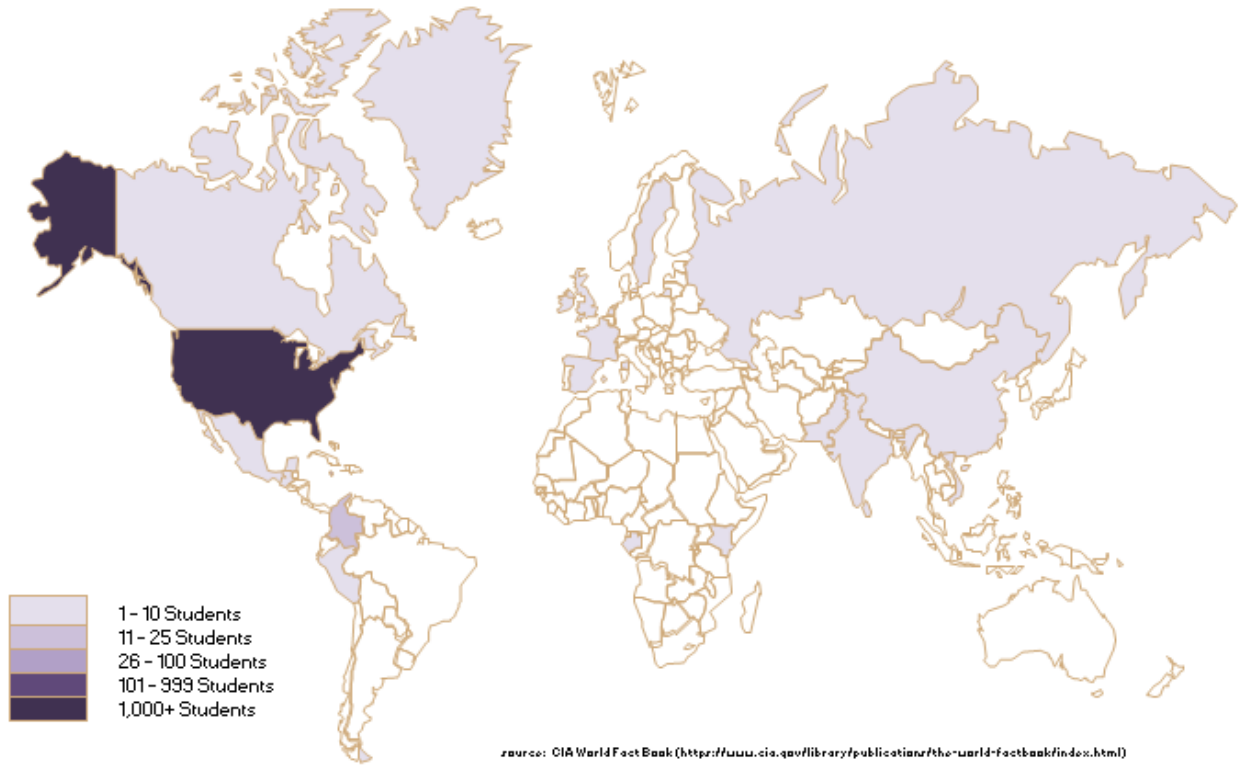 1 - 10 Students
11 - 25 Students
26 - 100 Students
101 - 999 Students
1,000+ Students
source: CIA World Fact Book (https://www.cia.gov/library/publications/the-world-factbook/index.html)